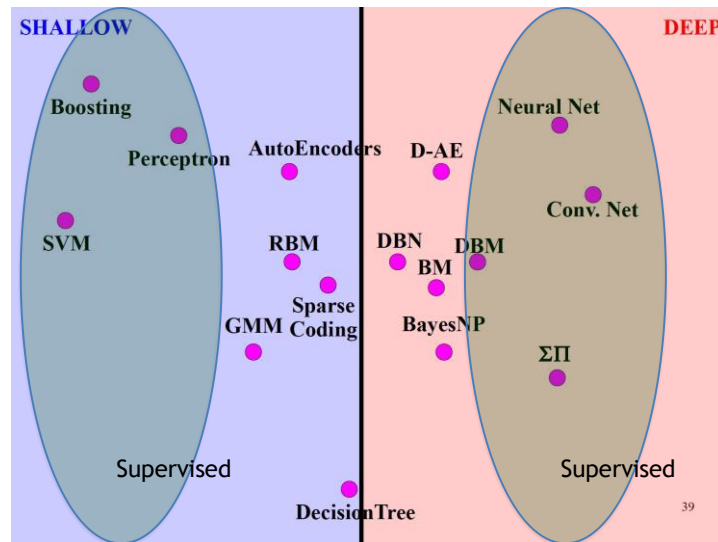 SHALLOW
DEEP
Boosting
Neural Net
Perceptron
AutoEncoders
D-AE
Conv. Net
SVM
RBM
DBN
DBM
BM
Sparse
Coding
GMM
BayesNP
ΣΠ
Supervised
Supervised
DecisionTree
39